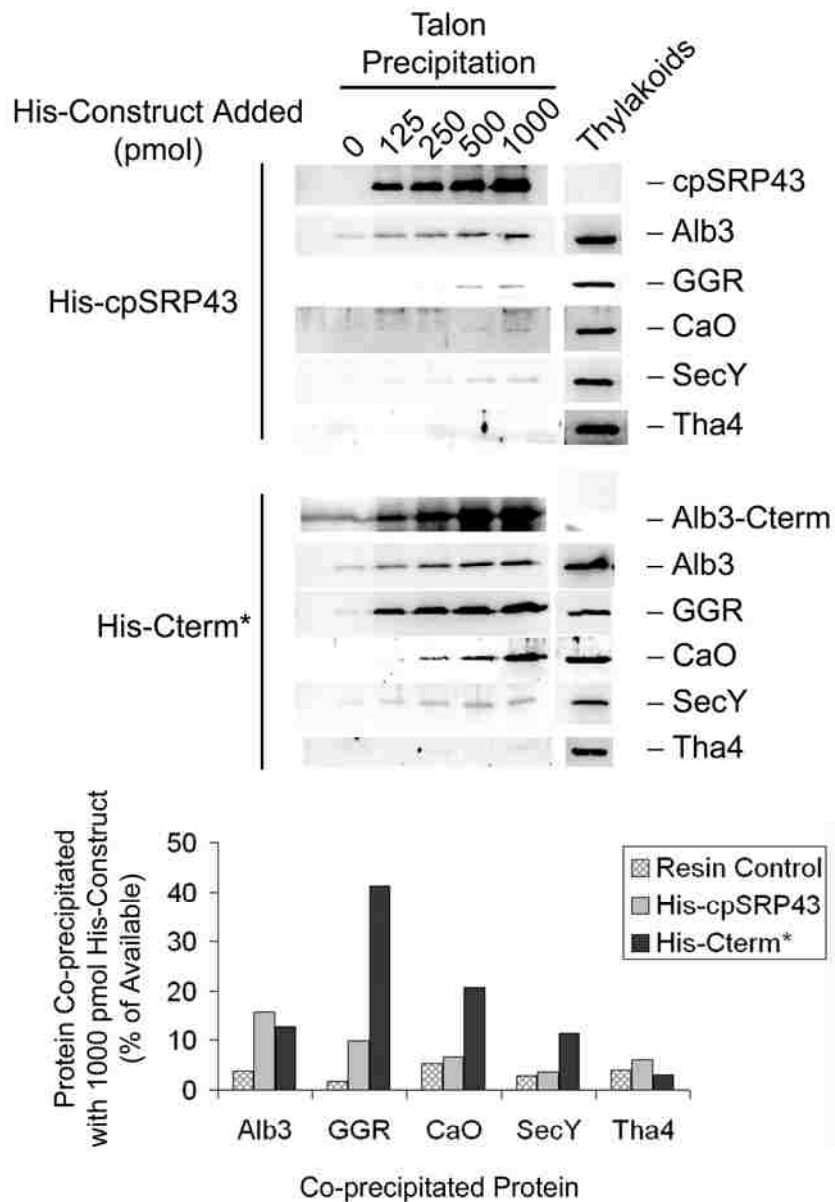 Talon
Precipitation
His-Construct Added
(pmol)
0 125 250 500 1000
Thylakoids
His-cpSRP43
– cpSRP43
– Alb3
– GGR
– CaO
– SecY
– Tha4
His-Cterm*
– Alb3-Cterm
– Alb3
– GGR
– CaO
– SecY
– Tha4
Protein Co-precipitated
with 1000 pmol His-Construct
(% of Available)
50
40
30
20
10
0
Resin Control
His-cpSRP43
His-Cterm*
Alb3 GGR CaO SecY Tha4
Co-precipitated Protein